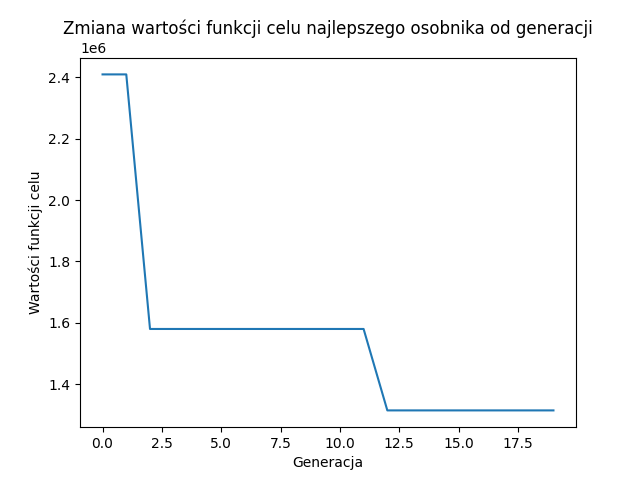 Zmiana wartości funkcji celu najlepszego osobnika od generacji
1e6
2.4
2.2
2.0
1.8
1.6
1.4
Wartości funkcji celu
0.0 2.5 5.0 7.5 10.0 12.5 15.0 17.5
Generacja